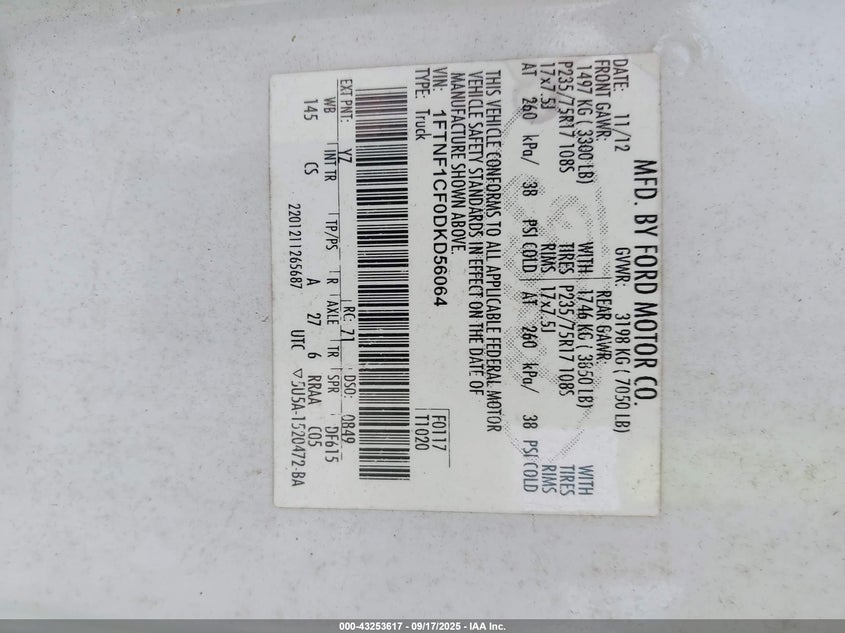 MFD. BY FORD MOTOR CO.
DATE: 11/12 GVWR: 3198 KG ( 7050 LB)
FRONT GAWR: REAR GAWR:
1497 KG ( 3300 LB) WITH 1746 KG ( 3850 LB) WITH
P235/75R17 108S TIRES P235/75R17 108S TIRES
17x7.5J RIMS 17x7.5J RIMS
AT 260 kPa/ 38 PSI COLD AT 260 kPa/ 38 PSI COLD
THIS VEHICLE CONFORMS TO ALL APPLICABLE FEDERAL MOTOR
VEHICLE SAFETY STANDARDS IN EFFECT ON THE DATE OF
MANUFACTURE SHOWN ABOVE.
VIN: 1FTNF1CF0DKD56064 F0117
TYPE: Truck T1020
EXT PNT: YZ RC: 71 DSO: 0849
WB INT TR TP/PS R AXLE TR SPR DF615
145 CS A 27 6 RRAA C05
2201211265687 UTC ▽5U5A-1520472-BA
000-43253617 - 09/17/2025 - IAA Inc.